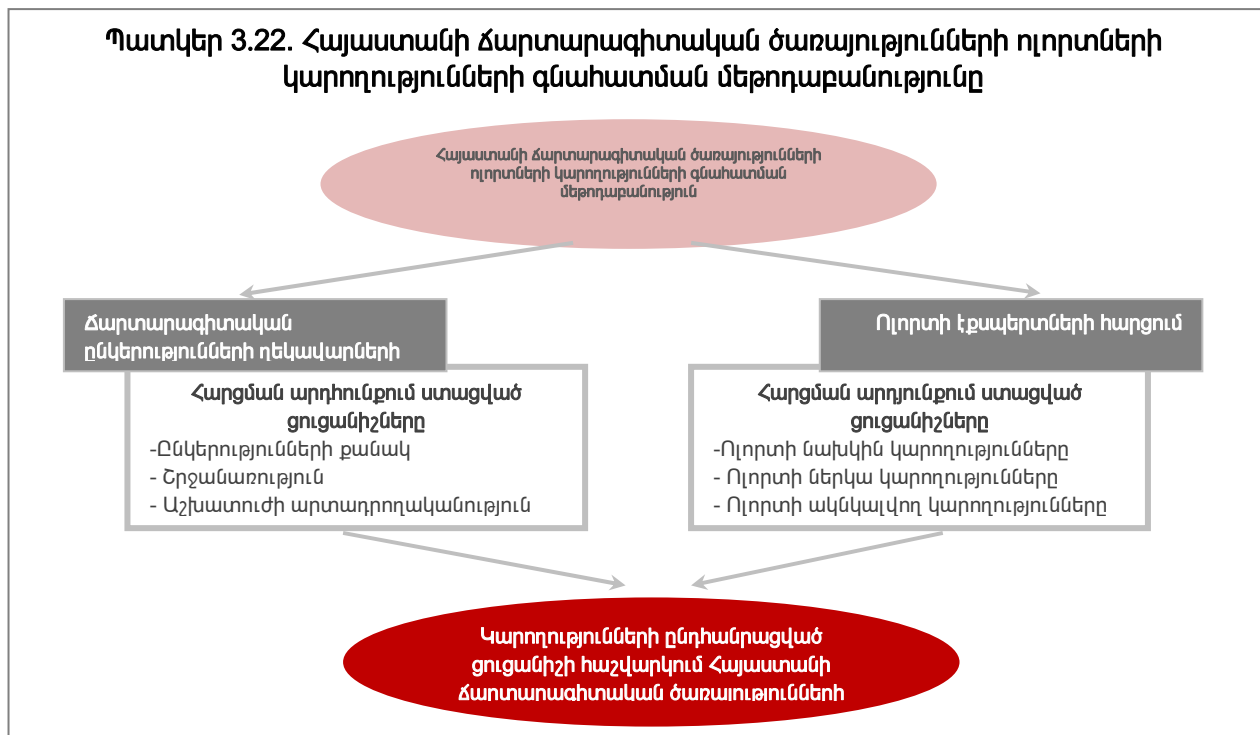 Պատկեր 3.22. Հայաստանի ճարտարագիտական ծառայությունների ոլորտների
կարողությունների գնահատման մեթոդաբանությունը
Հայաստանի ճարտարագիտական ծառայությունների
ոլորտների կարողությունների գնահատման
մեթոդաբանություն
Ճարտարագիտական
ընկերությունների ղեկավարների
Հարցման արդհունքում ստացված
ցուցանիշները
-Ընկերությունների քանակ
- Շրջանառություն
- Աշխատուժի արտադրողականություն
Ոլորտի էքսպերտների հարցում
Հարցման արդյունքում ստացված
ցուցանիշները
-Ոլորտի նախկին կարողությունները
- Ոլորտի ներկա կարողությունները
- Ոլորտի ակնկալվող կարողությունները
Կարողությունների ընդհանրացված
ցուցանիշի հաշվարկում Հայաստանի
ճարտարագիտական ծառայությունների